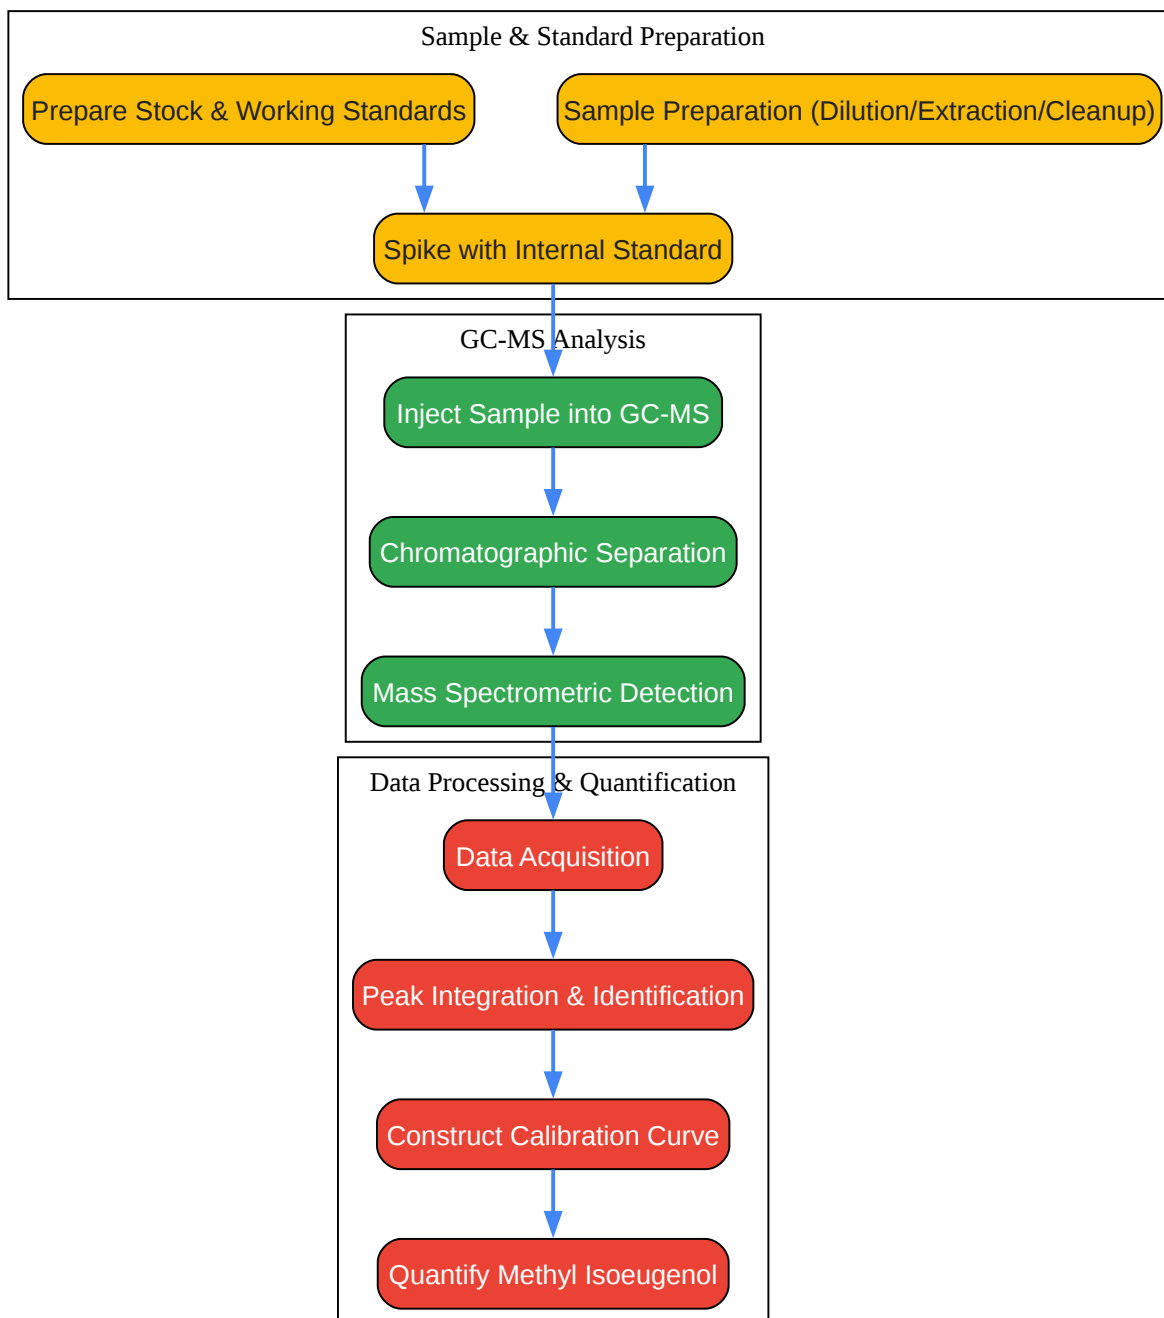 Sample & Standard Preparation
Prepare Stock & Working Standards
Sample Preparation (Dilution/Extraction/Cleanup)
Spike with Internal Standard
GC-MS Analysis
Inject Sample into GC-MS
Chromatographic Separation
Mass Spectrometric Detection
Data Processing & Quantification
Data Acquisition
Peak Integration & Identification
Construct Calibration Curve
Quantify Methyl Isoeugenol